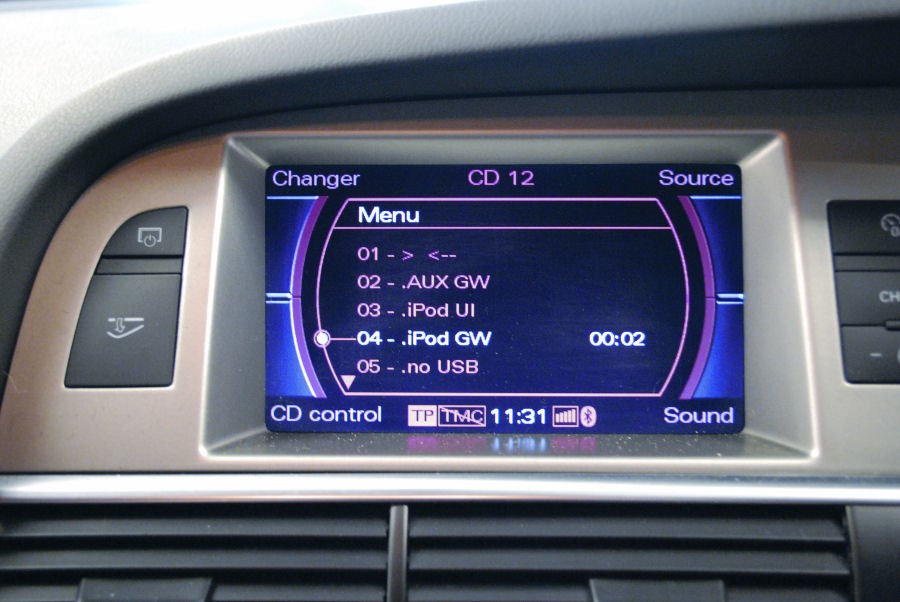 Changer CD 12 Source
Menu
01 - > <--
02 - .AUX GW
03 - .iPod UI
04 - .iPod GW 00:02
05 - .no USB
CD control TP TMC 11:31 Sound
CH